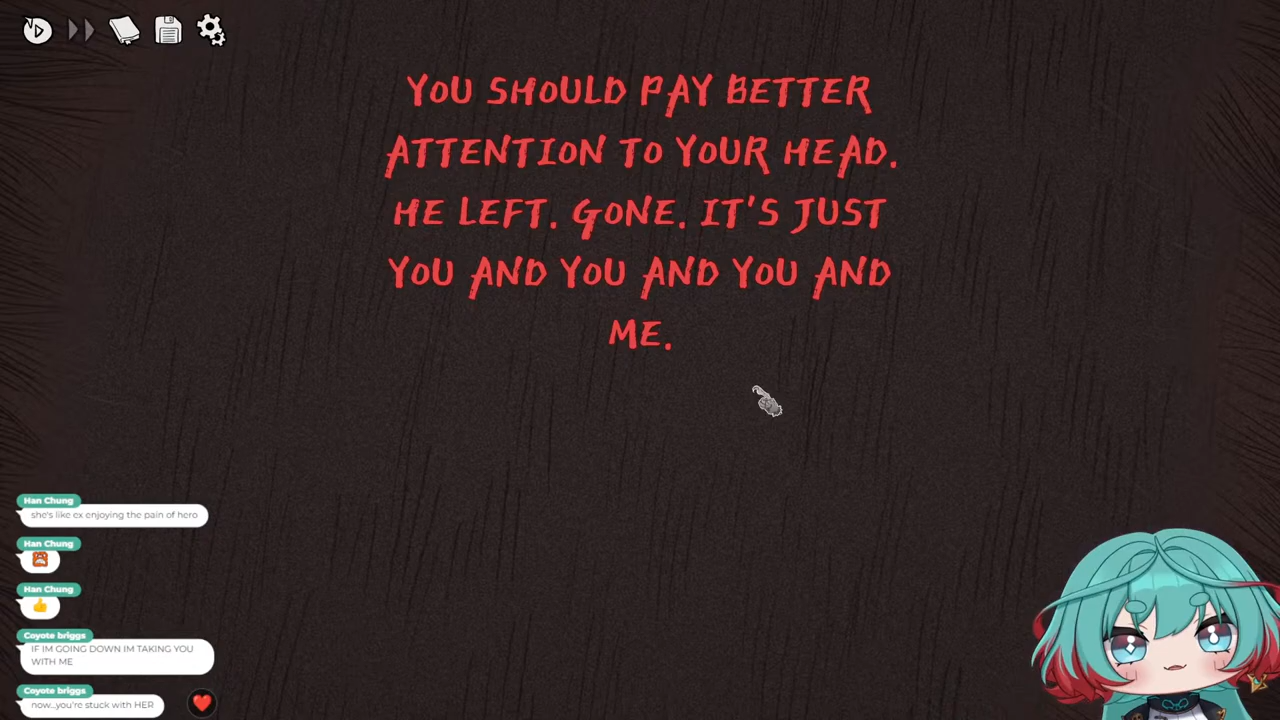 YOU SHOULD PAY BETTER
ATTENTION TO YOUR HEAD.
HE LEFT. GONE. IT'S JUST
YOU AND YOU AND YOU AND
ME.
Han Chung
she's like ex enjoying the pain of hero
Han Chung
Han Chung
Coyote briggs
IF IM GOING DOWN IM TAKING YOU
WITH ME
Coyote briggs
now...you're stuck with HER